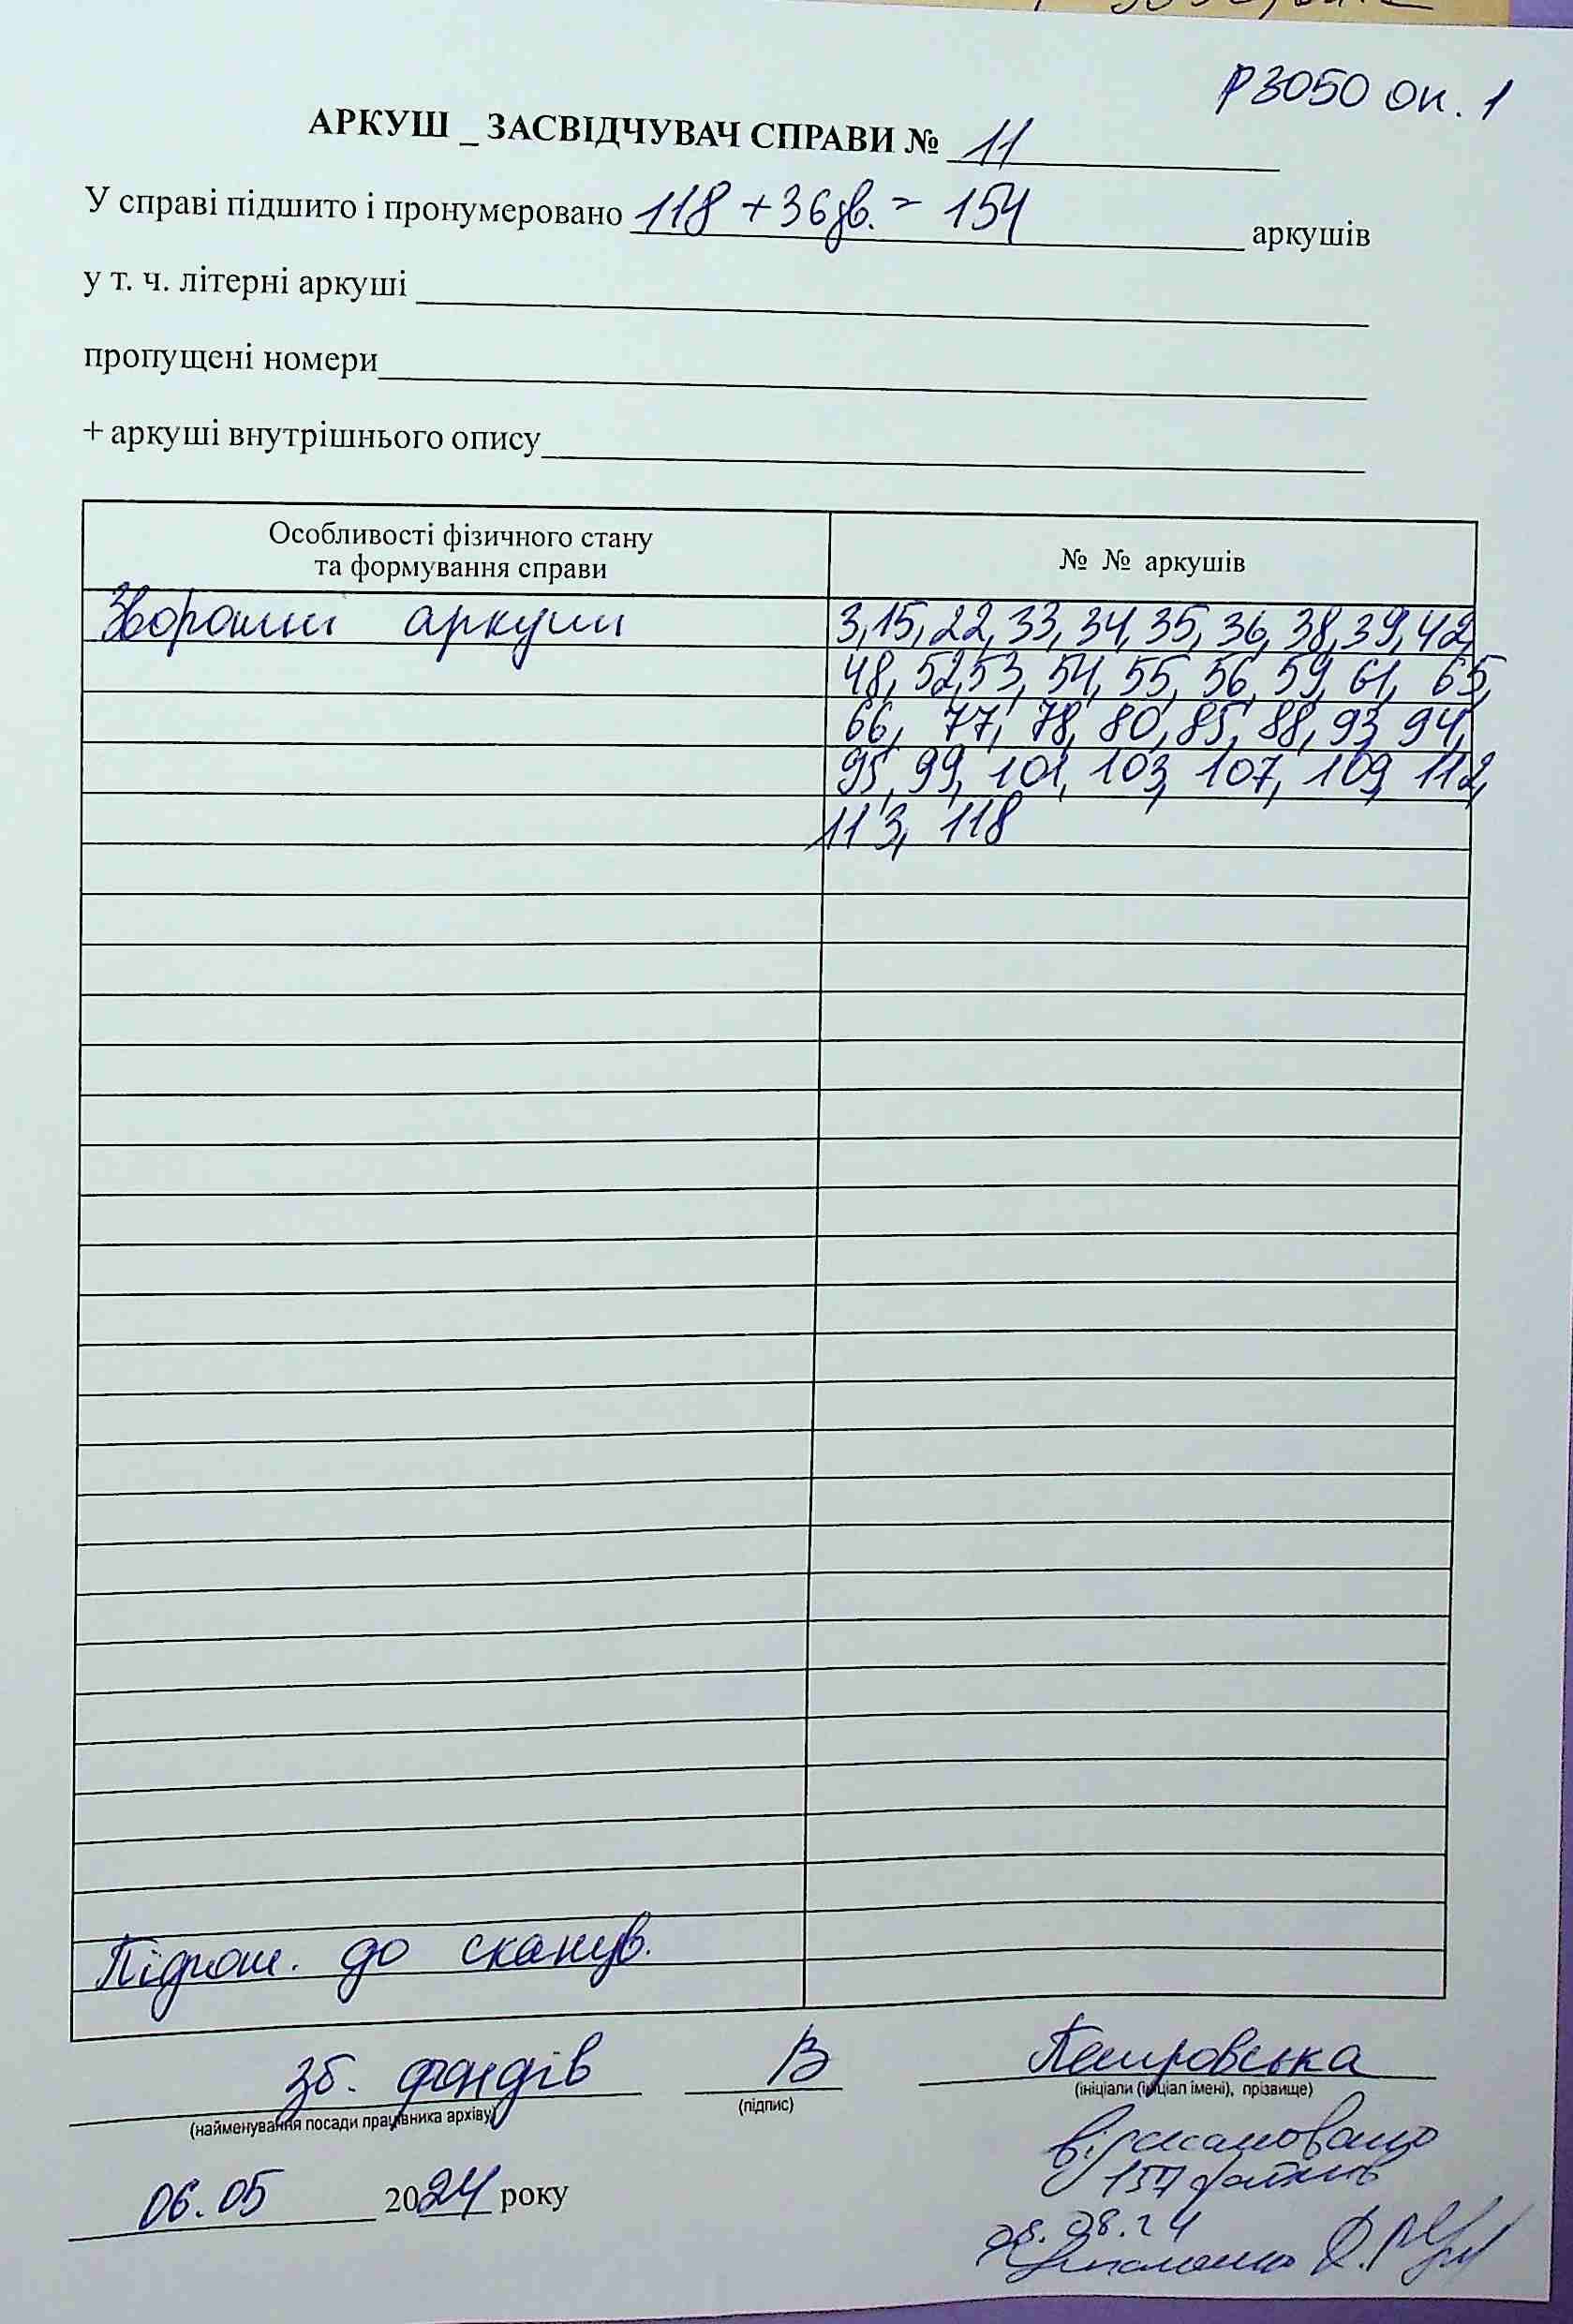 Р3050 оп. 1
АРКУШ _ ЗАСВІДЧУВАЧ СПРАВИ № 11
У справі підшито і пронумеровано 118 + 36 зв. = 154 аркушів
у т. ч. літерні аркуші
пропущені номери
+ аркуші внутрішнього опису
Особливості фізичного стану
та формування справи
№ № аркушів
Зворотні аркуші
3, 15, 22, 33, 34, 35, 36, 38, 39, 42,
48, 52, 53, 54, 55, 56, 59, 61, 65,
66, 77, 78, 80, 85, 88, 93, 94,
95, 99, 101, 103, 107, 109, 112,
113, 118
Підгот. до сканув.
зб. фондів В Петровська
(найменування посади працівника архіву) (підпис) (ініціали (ініціал імені), прізвище)
відскановано
файлів
06.05 2024 року
08.24